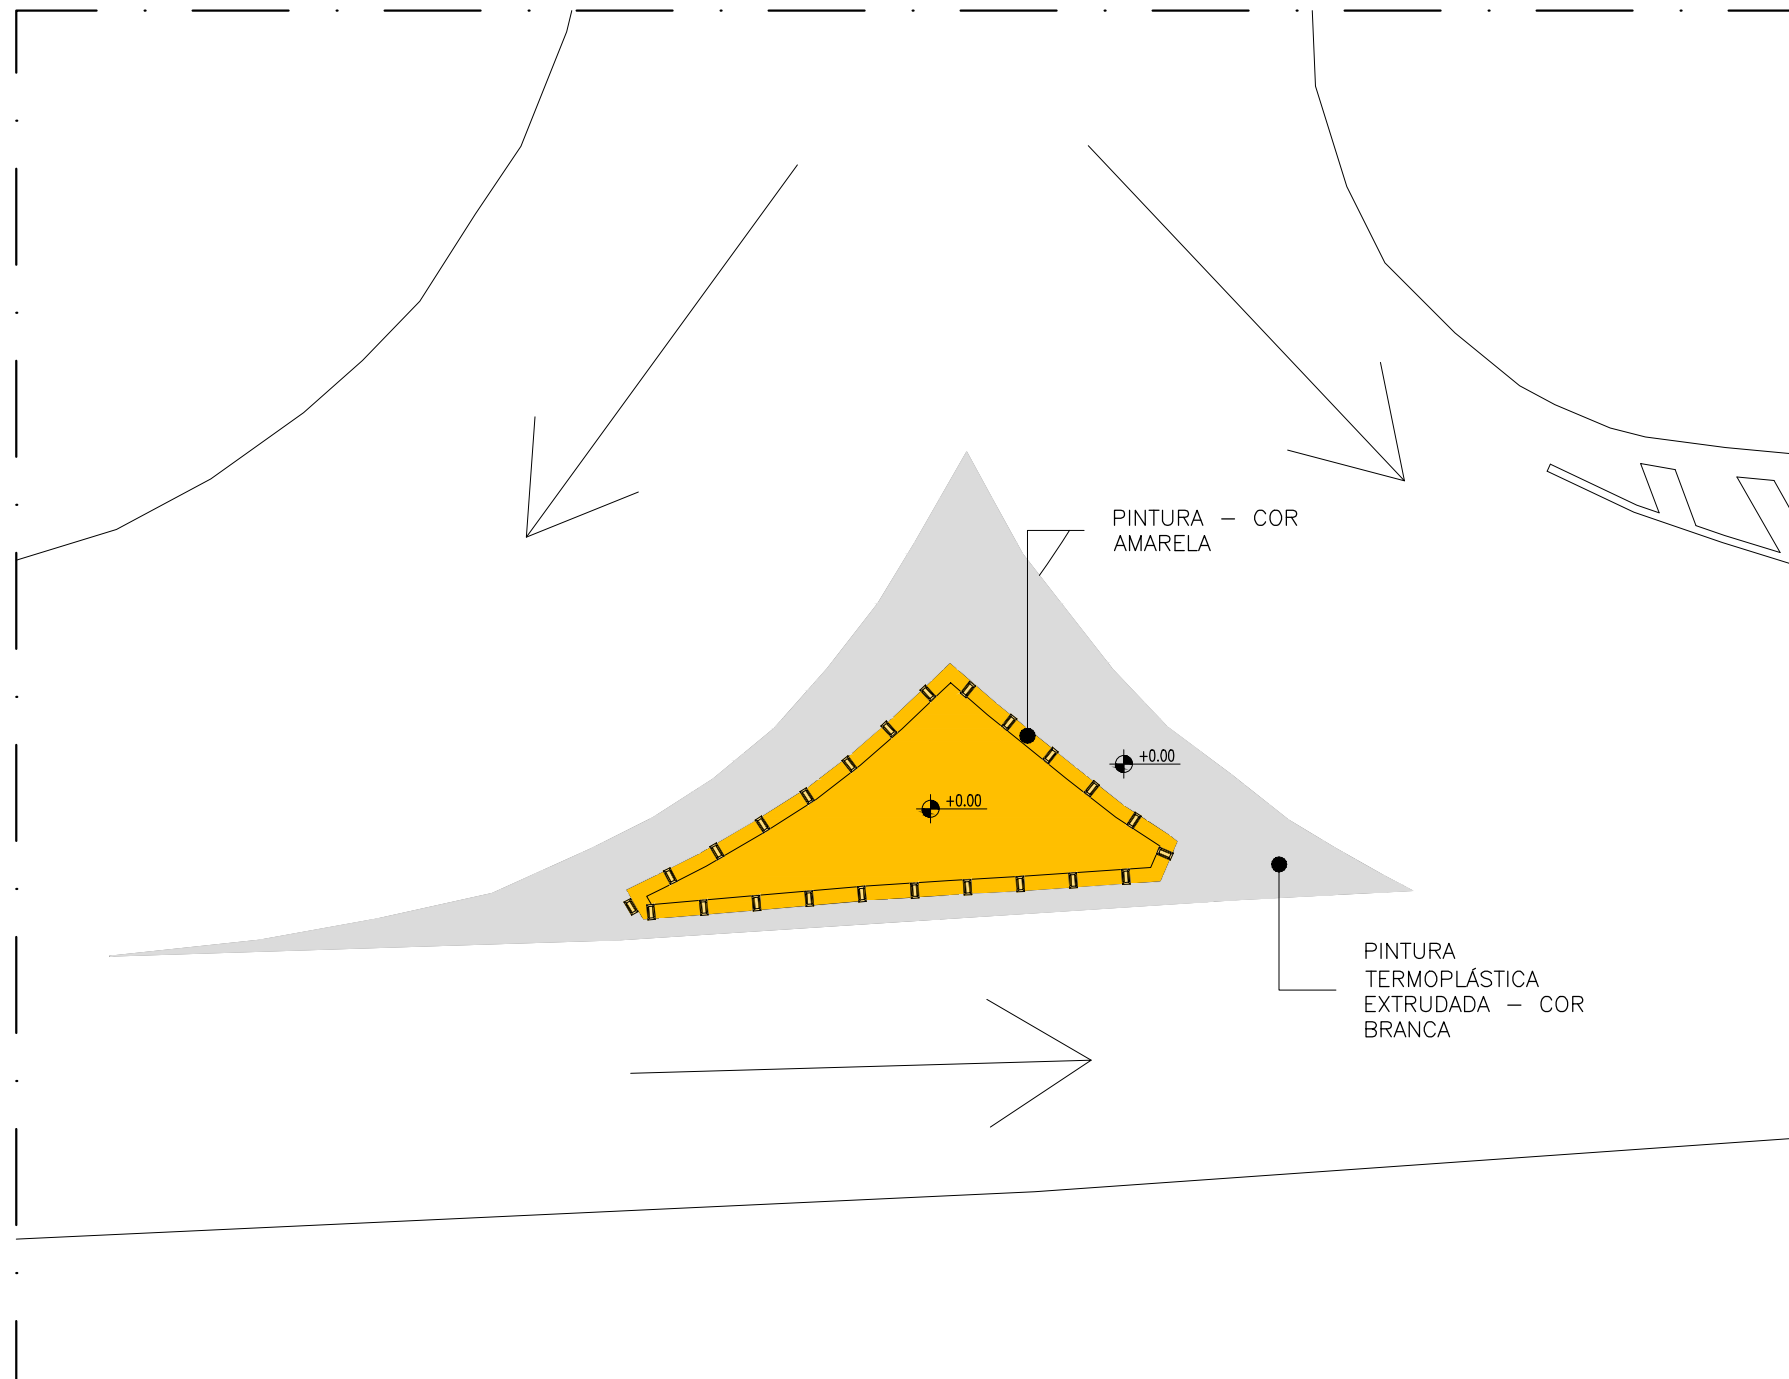 PINTURA – COR
AMARELA
+0.00
+0.00
PINTURA
TERMOPLÁSTICA
EXTRUDADA – COR
BRANCA